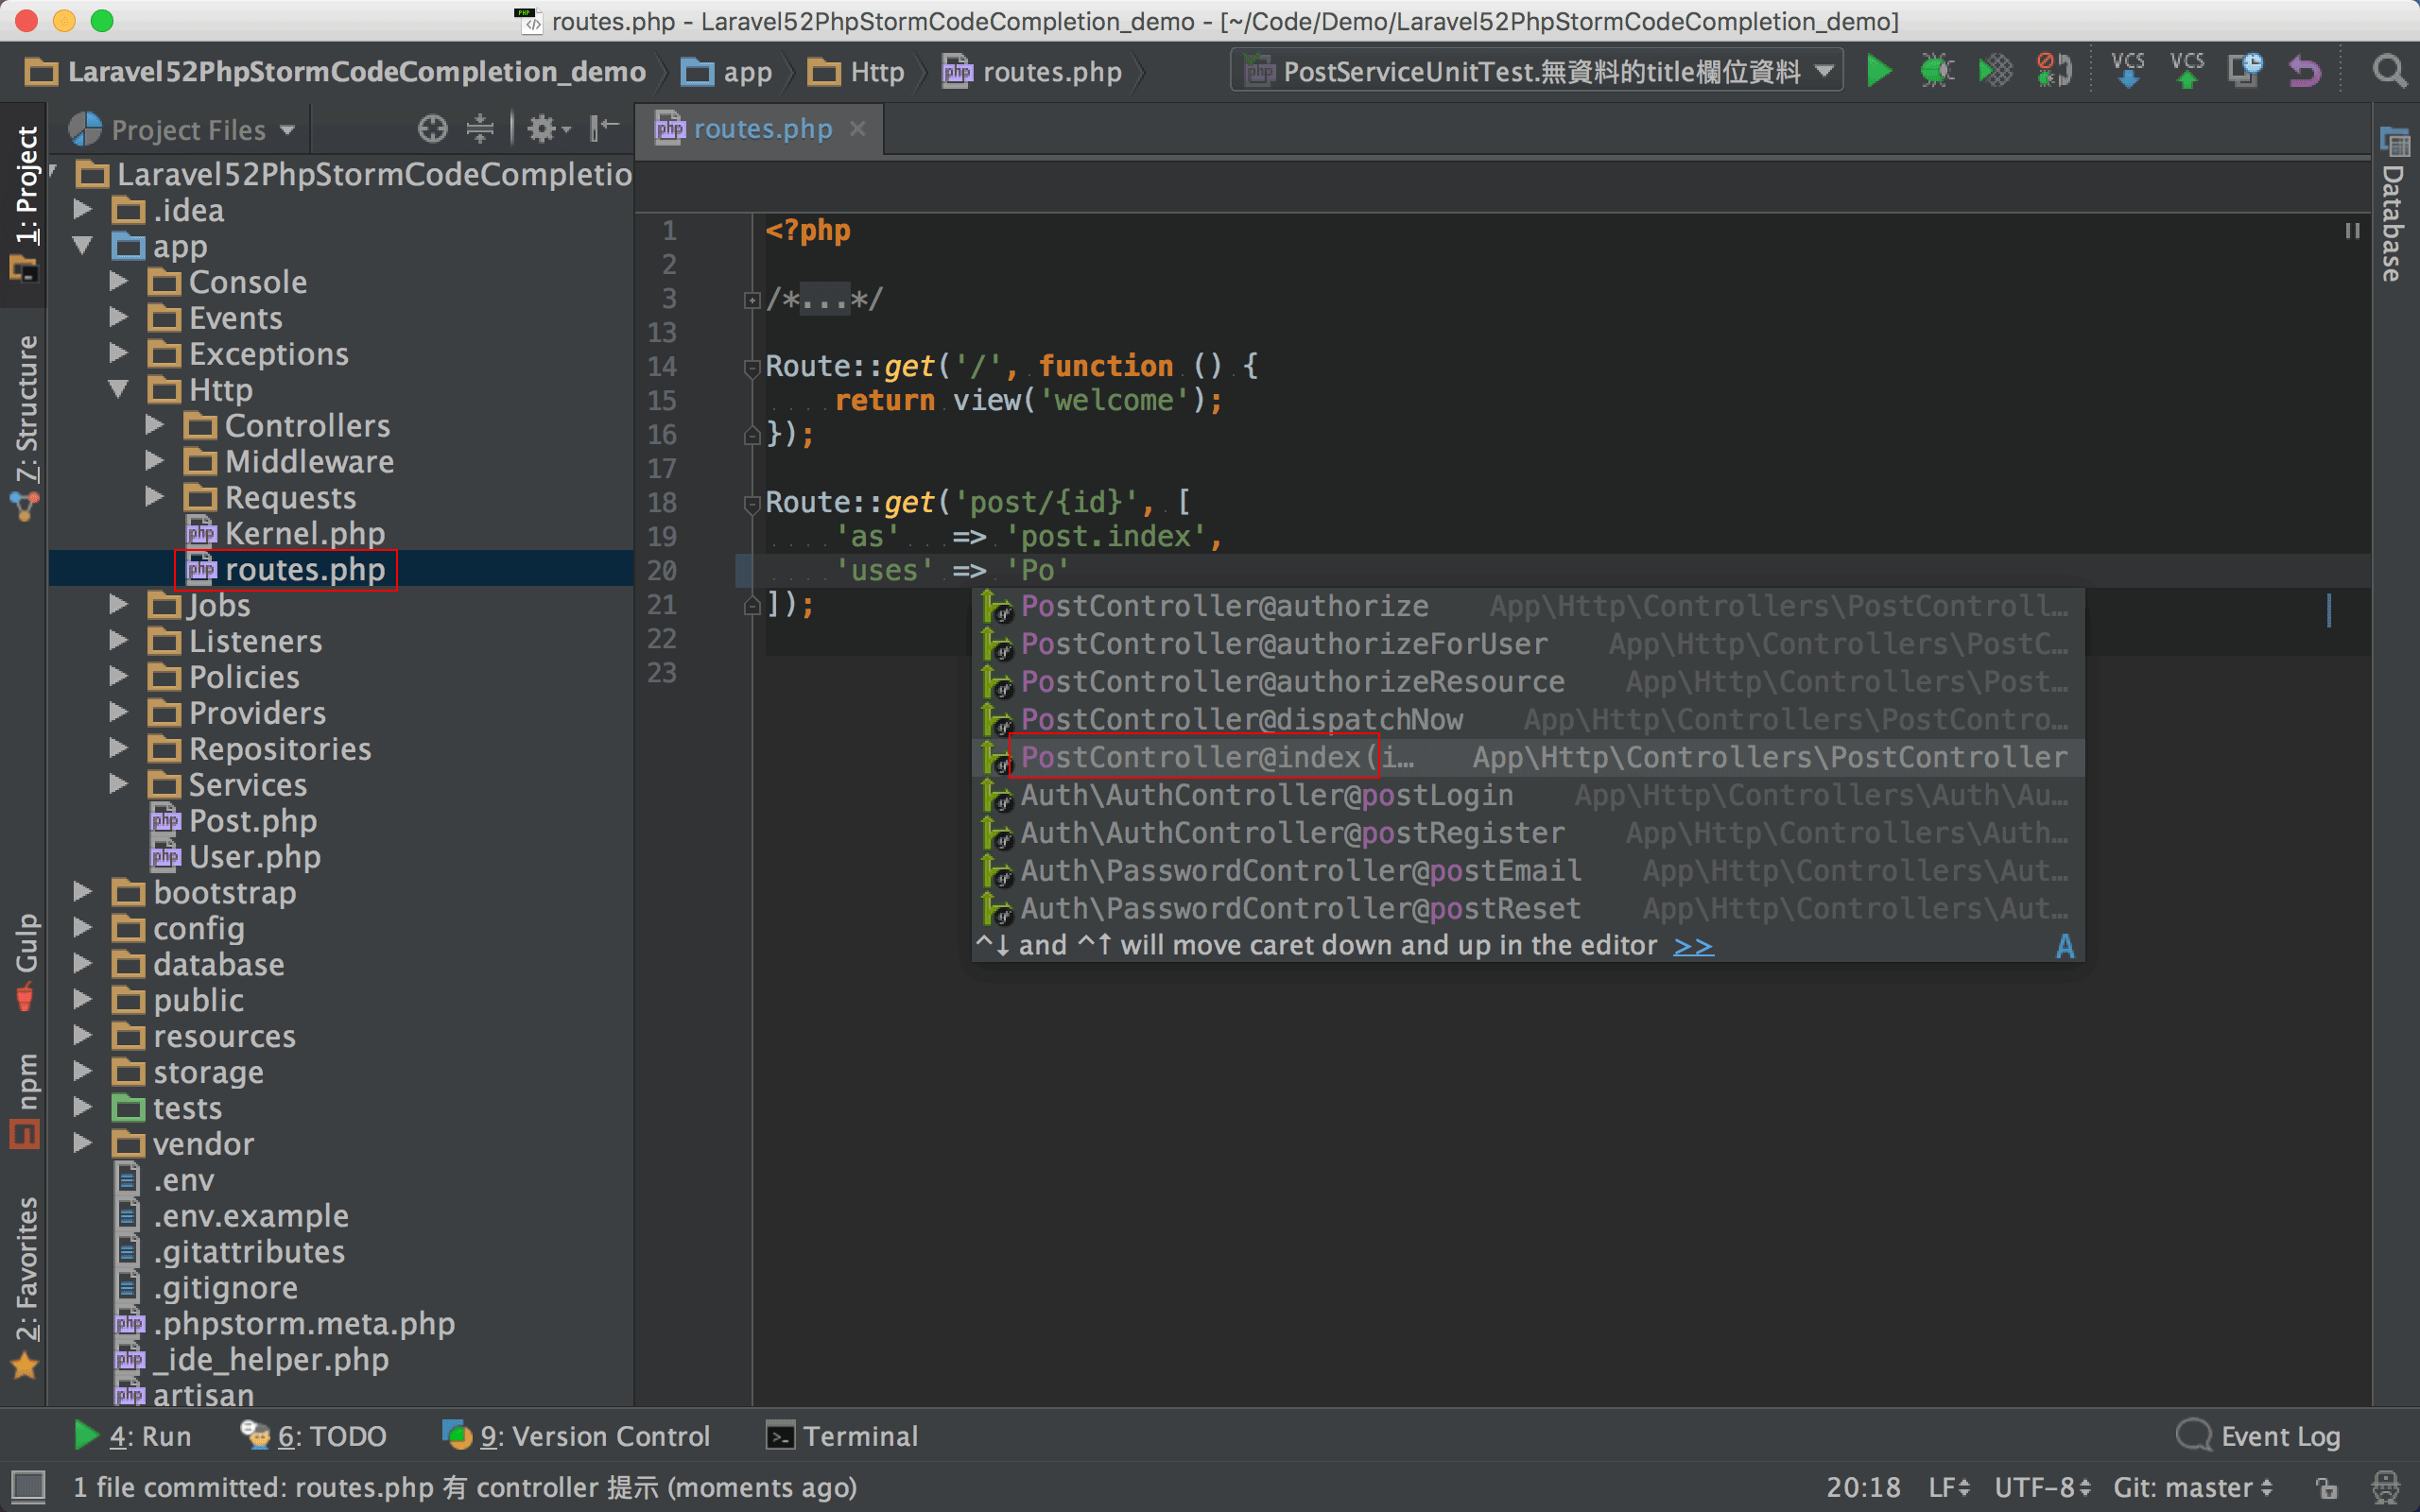 routes.php - Laravel52PhpStormCodeCompletion_demo - [~/Code/Demo/Laravel52PhpStormCodeCompletion_demo]
Laravel52PhpStormCodeCompletion_demo app Http routes.php PostServiceUnitTest.無資料的title欄位資料 VCS VCS
1: Project
7: Structure
Gulp
npm
2: Favorites
Project Files
Laravel52PhpStormCodeCompletio
.idea
app
Console
Events
Exceptions
Http
Controllers
Middleware
Requests
Kernel.php
routes.php
Jobs
Listeners
Policies
Providers
Repositories
Services
Post.php
User.php
bootstrap
config
database
public
resources
storage
tests
vendor
.env
.env.example
.gitattributes
.gitignore
.phpstorm.meta.php
_ide_helper.php
artisan
routes.php
1 <?php
2
3 /*...*/
13
14 Route::get('/', function () {
15 return view('welcome');
16 });
17
18 Route::get('post/{id}', [
19 'as' => 'post.index',
20 'uses' => 'Po'
21 ]);
22
23
PostController@authorize App\Http\Controllers\PostControll…
PostController@authorizeForUser App\Http\Controllers\PostC…
PostController@authorizeResource App\Http\Controllers\Post…
PostController@dispatchNow App\Http\Controllers\PostContro…
PostController@index(i… App\Http\Controllers\PostController
Auth\AuthController@postLogin App\Http\Controllers\Auth\Au…
Auth\AuthController@postRegister App\Http\Controllers\Auth…
Auth\PasswordController@postEmail App\Http\Controllers\Aut…
Auth\PasswordController@postReset App\Http\Controllers\Aut…
^↓ and ^↑ will move caret down and up in the editor >> A
Database
4: Run 6: TODO 9: Version Control Terminal Event Log
1 file committed: routes.php 有 controller 提示 (moments ago) 20:18 LF UTF-8 Git: master